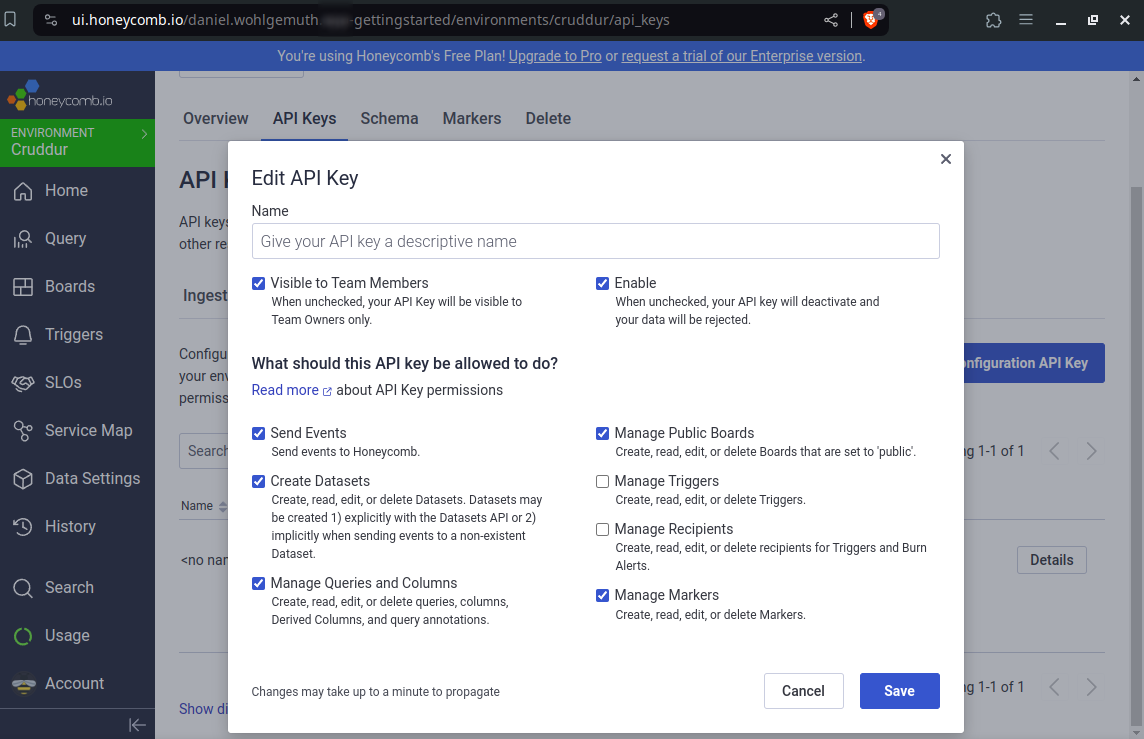 ui.honeycomb.io/daniel.wohlgemuth -gettingstarted/environments/cruddur/api_keys
4
You're using Honeycomb's Free Plan! Upgrade to Pro or request a trial of our Enterprise version.
honeycomb.io
ENVIRONMENT
Cruddur
Home
Query
Boards
Triggers
SLOs
Service Map
Data Settings
History
Search
Usage
Account
Overview API Keys Schema Markers Delete
API
API keys
other re
Ingest
Configu
your env
permiss
onfiguration API Key
Search
ng 1-1 of 1
Name
<no nam
Details
ng 1-1 of 1
Show di
Edit API Key
Name
Give your API key a descriptive name
Visible to Team Members
When unchecked, your API Key will be visible to
Team Owners only.
Enable
When unchecked, your API key will deactivate and
your data will be rejected.
What should this API key be allowed to do?
Read more about API Key permissions
Send Events
Send events to Honeycomb.
Create Datasets
Create, read, edit, or delete Datasets. Datasets may
be created 1) explicitly with the Datasets API or 2)
implicitly when sending events to a non-existent
Dataset.
Manage Queries and Columns
Create, read, edit, or delete queries, columns,
Derived Columns, and query annotations.
Manage Public Boards
Create, read, edit, or delete Boards that are set to 'public'.
Manage Triggers
Create, read, edit, or delete Triggers.
Manage Recipients
Create, read, edit, or delete recipients for Triggers and Burn
Alerts.
Manage Markers
Create, read, edit, or delete Markers.
Changes may take up to a minute to propagate
Cancel
Save